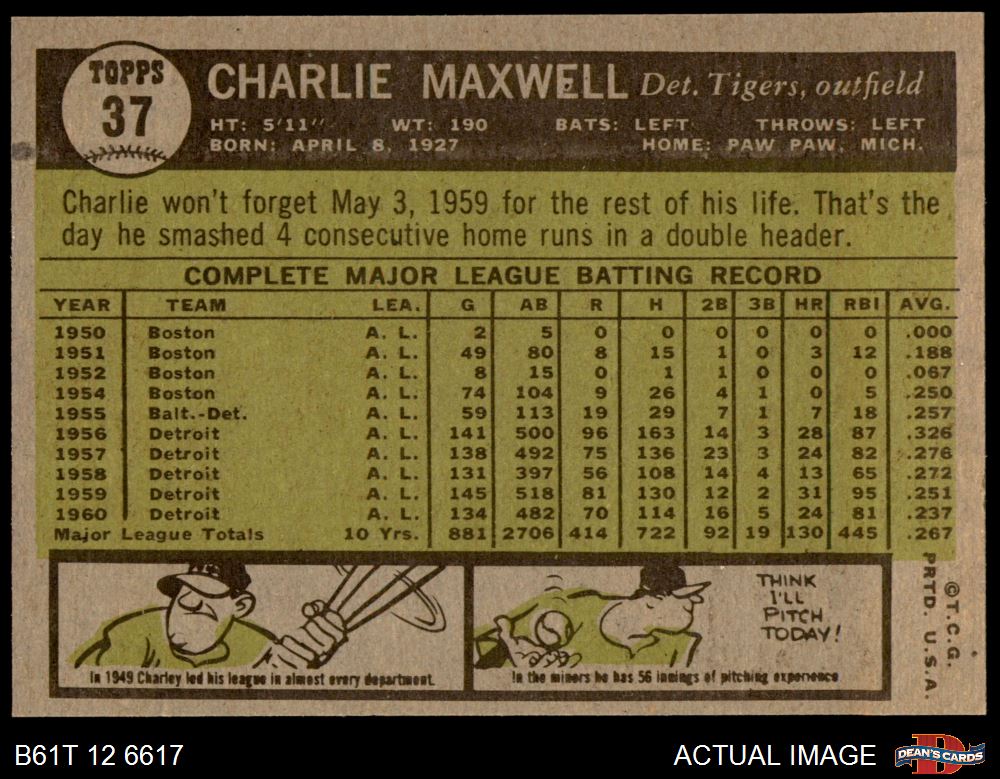 TOPPS
37
CHARLIE MAXWELL Det. Tigers, outfield
HT: 5'11" WT: 190 BATS: LEFT THROWS: LEFT
BORN: APRIL 8, 1927 HOME: PAW PAW, MICH.
Charlie won't forget May 3, 1959 for the rest of his life. That's the
day he smashed 4 consecutive home runs in a double header.
COMPLETE MAJOR LEAGUE BATTING RECORD
YEAR TEAM LEA. G AB R H 2B 3B HR RBI AVG.
1950 Boston A. L. 2 5 0 0 0 0 0 0 .000
1951 Boston A. L. 49 80 8 15 1 0 3 12 .188
1952 Boston A. L. 8 15 0 1 1 0 0 0 .067
1954 Boston A. L. 74 104 9 26 4 1 0 5 .250
1955 Balt.-Det. A. L. 59 113 19 29 7 1 7 18 .257
1956 Detroit A. L. 141 500 96 163 14 3 28 87 .326
1957 Detroit A. L. 138 492 75 136 23 3 24 82 .276
1958 Detroit A. L. 131 397 56 108 14 4 13 65 .272
1959 Detroit A. L. 145 518 81 130 12 2 31 95 .251
1960 Detroit A. L. 134 482 70 114 16 5 24 81 .237
Major League Totals 10 Yrs. 881 2706 414 722 92 19 130 445 .267
THINK
I'LL
PITCH
TODAY!
In 1949 Charley led his league in almost every department.
In the minors he has 56 innings of pitching experience
©T.C.G.
PRTD. U.S.A.
B61T 12 6617 ACTUAL IMAGE
D
DEAN'S CARDS